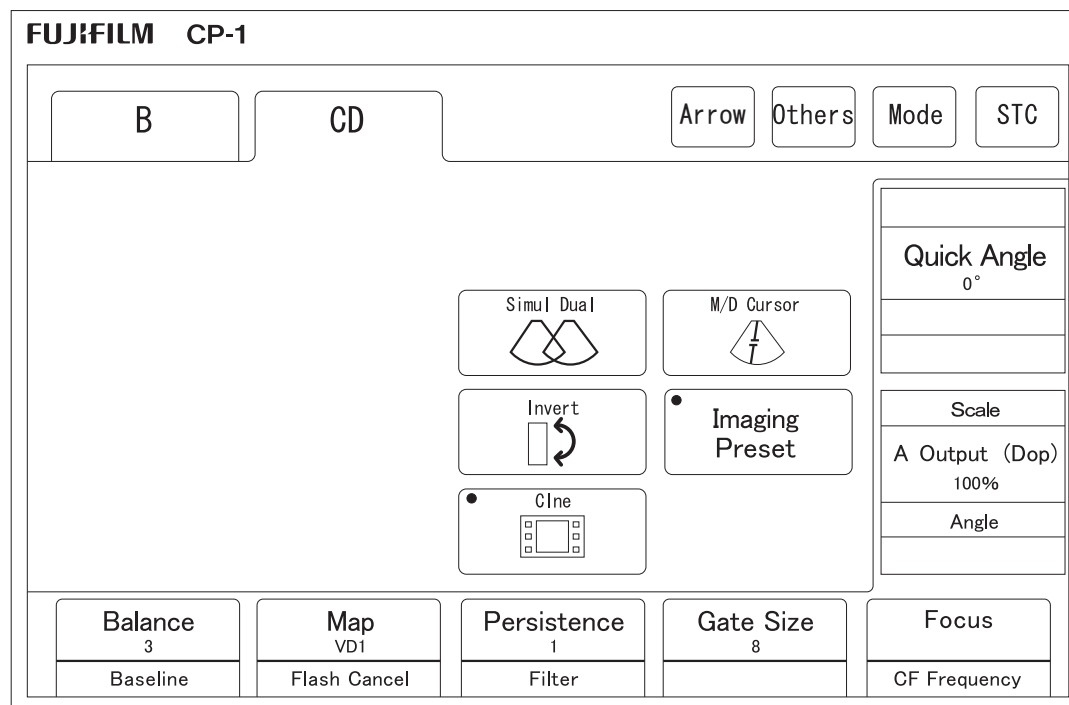 FUJIFILM CP-1
B CD Arrow Others Mode STC
Quick Angle
0°
Simul Dual M/D Cursor
Invert
Imaging
Preset
CIne
Scale
A Output (Dop)
100%
Angle
Balance Map Persistence Gate Size Focus
3 VD1 1 8
Baseline Flash Cancel Filter CF Frequency